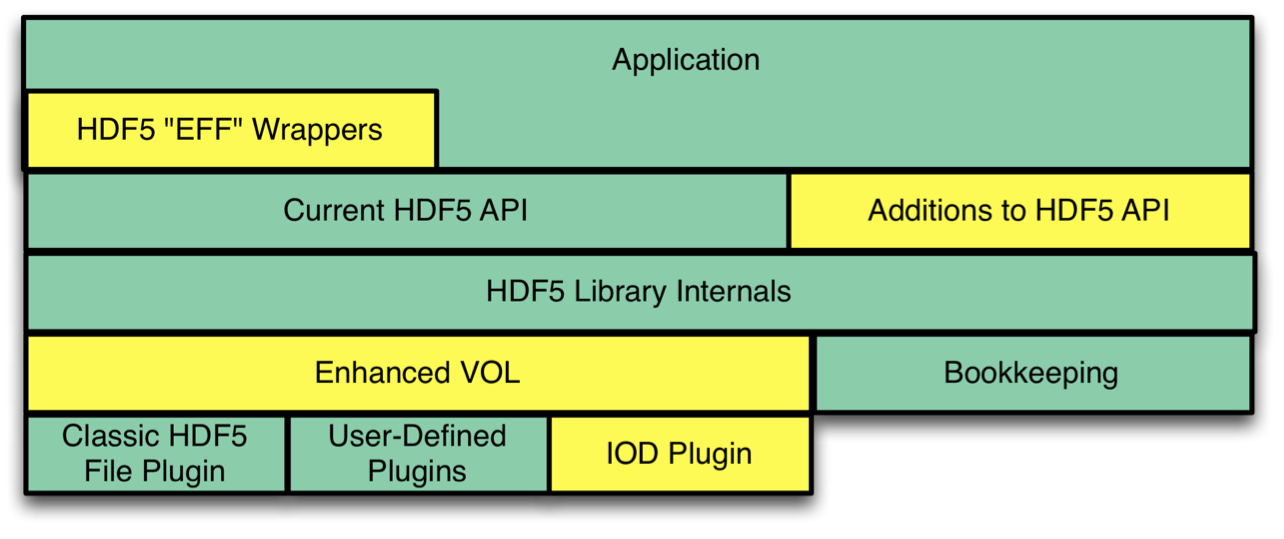 Application
HDF5 "EFF" Wrappers
Current HDF5 API
Additions to HDF5 API
HDF5 Library Internals
Enhanced VOL
Bookkeeping
Classic HDF5
File Plugin
User-Defined
Plugins
IOD Plugin